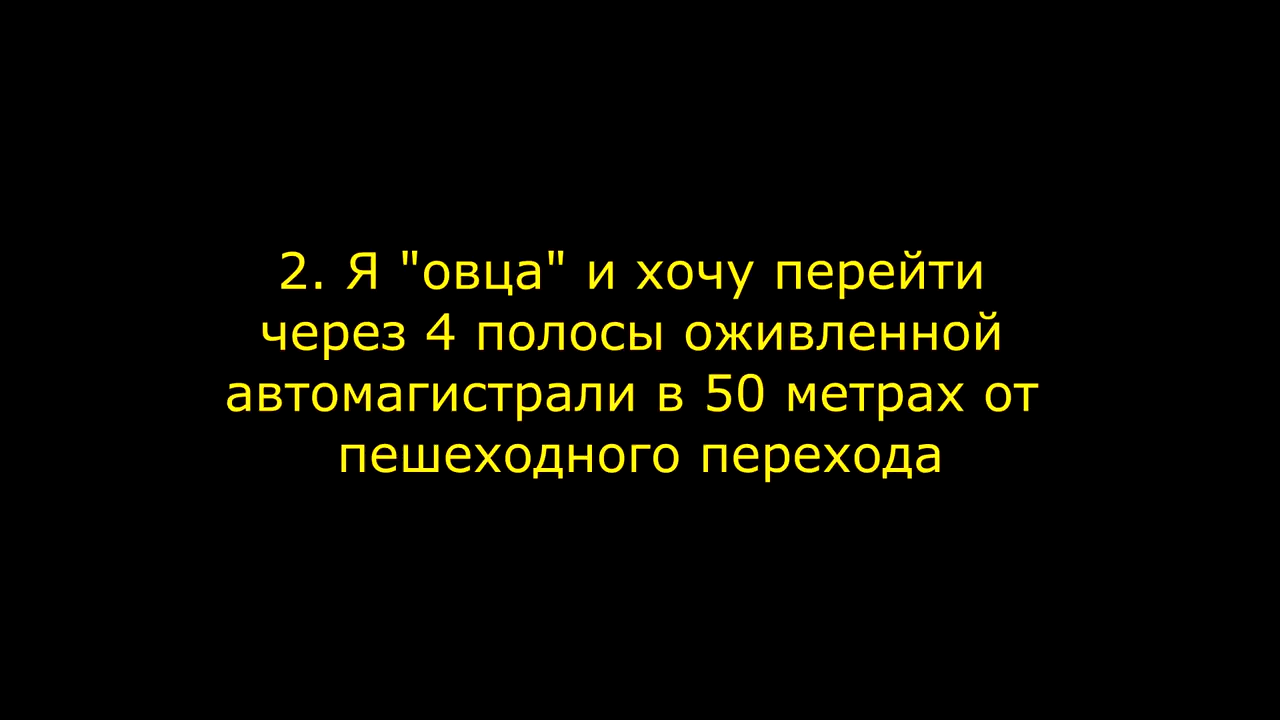 2. Я "овца" и хочу перейти
через 4 полосы оживленной
автомагистрали в 50 метрах от
пешеходного перехода